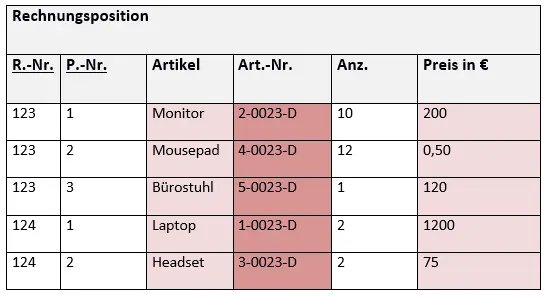 Rechnungsposition
R.-Nr. P.-Nr. Artikel Art.-Nr. Anz. Preis in €
123 1 Monitor 2-0023-D 10 200
123 2 Mousepad 4-0023-D 12 0,50
123 3 Bürostuhl 5-0023-D 1 120
124 1 Laptop 1-0023-D 2 1200
124 2 Headset 3-0023-D 2 75